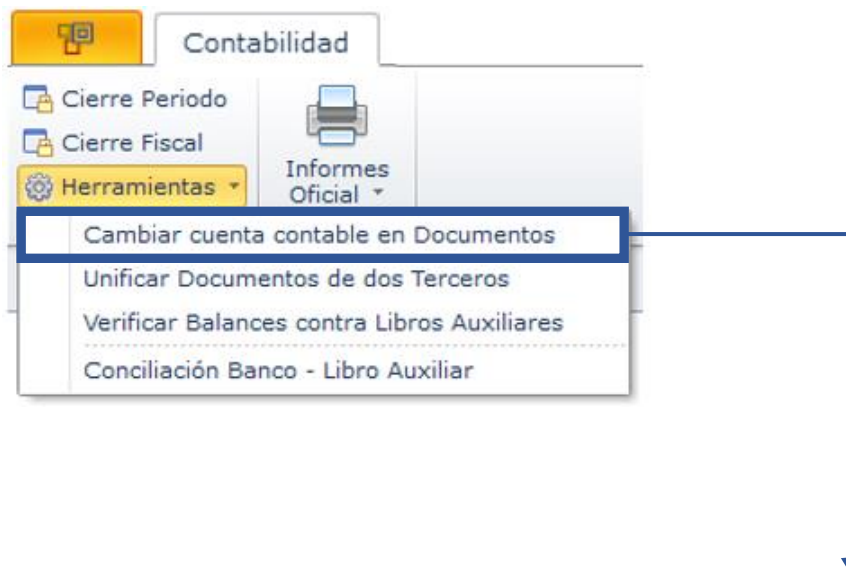 Contabilidad
Cierre Periodo
Cierre Fiscal
Herramientas
Informes
Oficial
Cambiar cuenta contable en Documentos
Unificar Documentos de dos Terceros
Verificar Balances contra Libros Auxiliares
Conciliación Banco - Libro Auxiliar